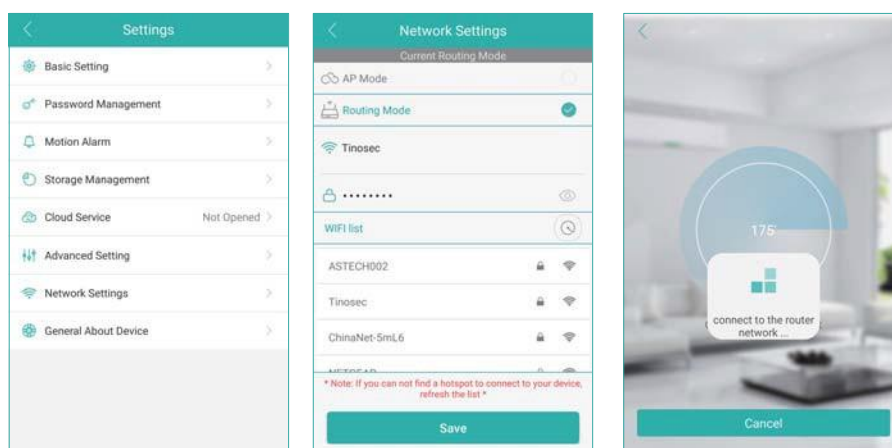 Settings
Basic Setting
Password Management
Motion Alarm
Storage Management
Cloud Service Not Opened
Advanced Setting
Network Settings
General About Device
Network Settings
Current Routing Mode
AP Mode
Routing Mode
Tinosec
••••••••
WIFI list
ASTECH002
Tinosec
ChinaNet-5mL6
NETGEAR
* Note: If you can not find a hotspot to connect to your device,
refresh the list *
Save
175
connect to the router
network ...
Cancel